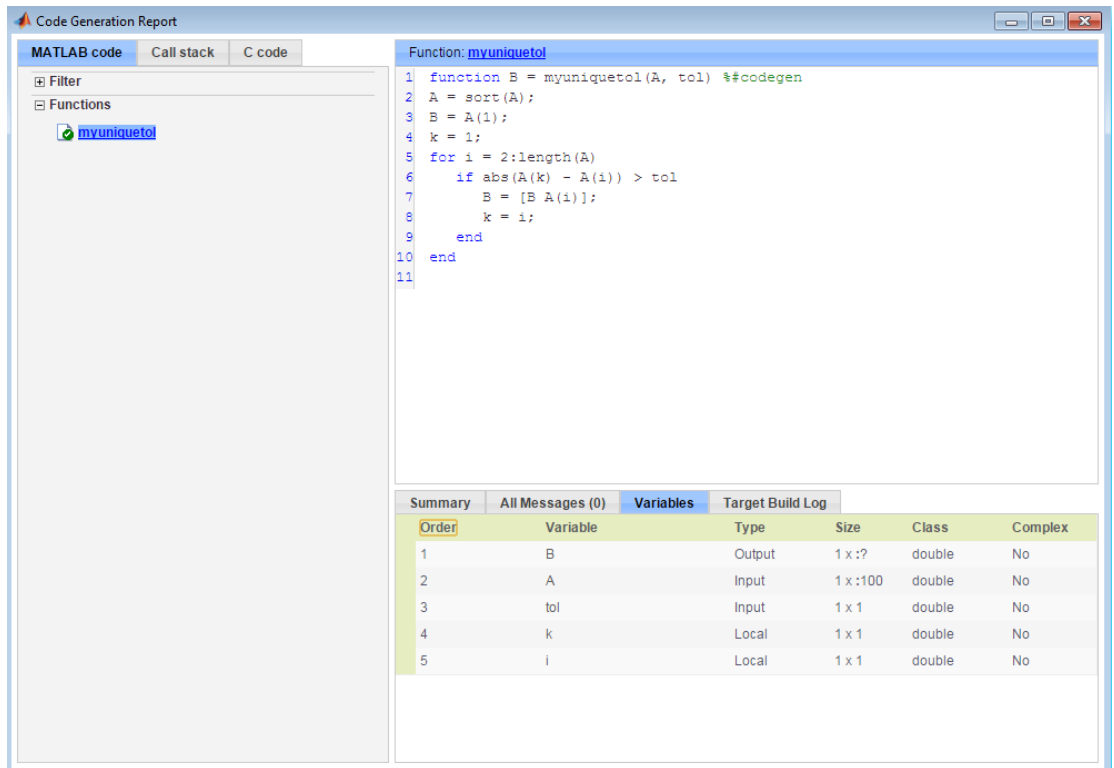 Code Generation Report
MATLAB code Call stack C code
Filter
Functions
myuniquetol
Function: myuniquetol
1 function B = myuniquetol(A, tol) %#codegen
2 A = sort(A);
3 B = A(1);
4 k = 1;
5 for i = 2:length(A)
6 if abs(A(k) - A(i)) > tol
7 B = [B A(i)];
8 k = i;
9 end
10 end
11
Summary All Messages (0) Variables Target Build Log
Order Variable Type Size Class Complex
1 B Output 1 x :? double No
2 A Input 1 x :100 double No
3 tol Input 1 x 1 double No
4 k Local 1 x 1 double No
5 i Local 1 x 1 double No